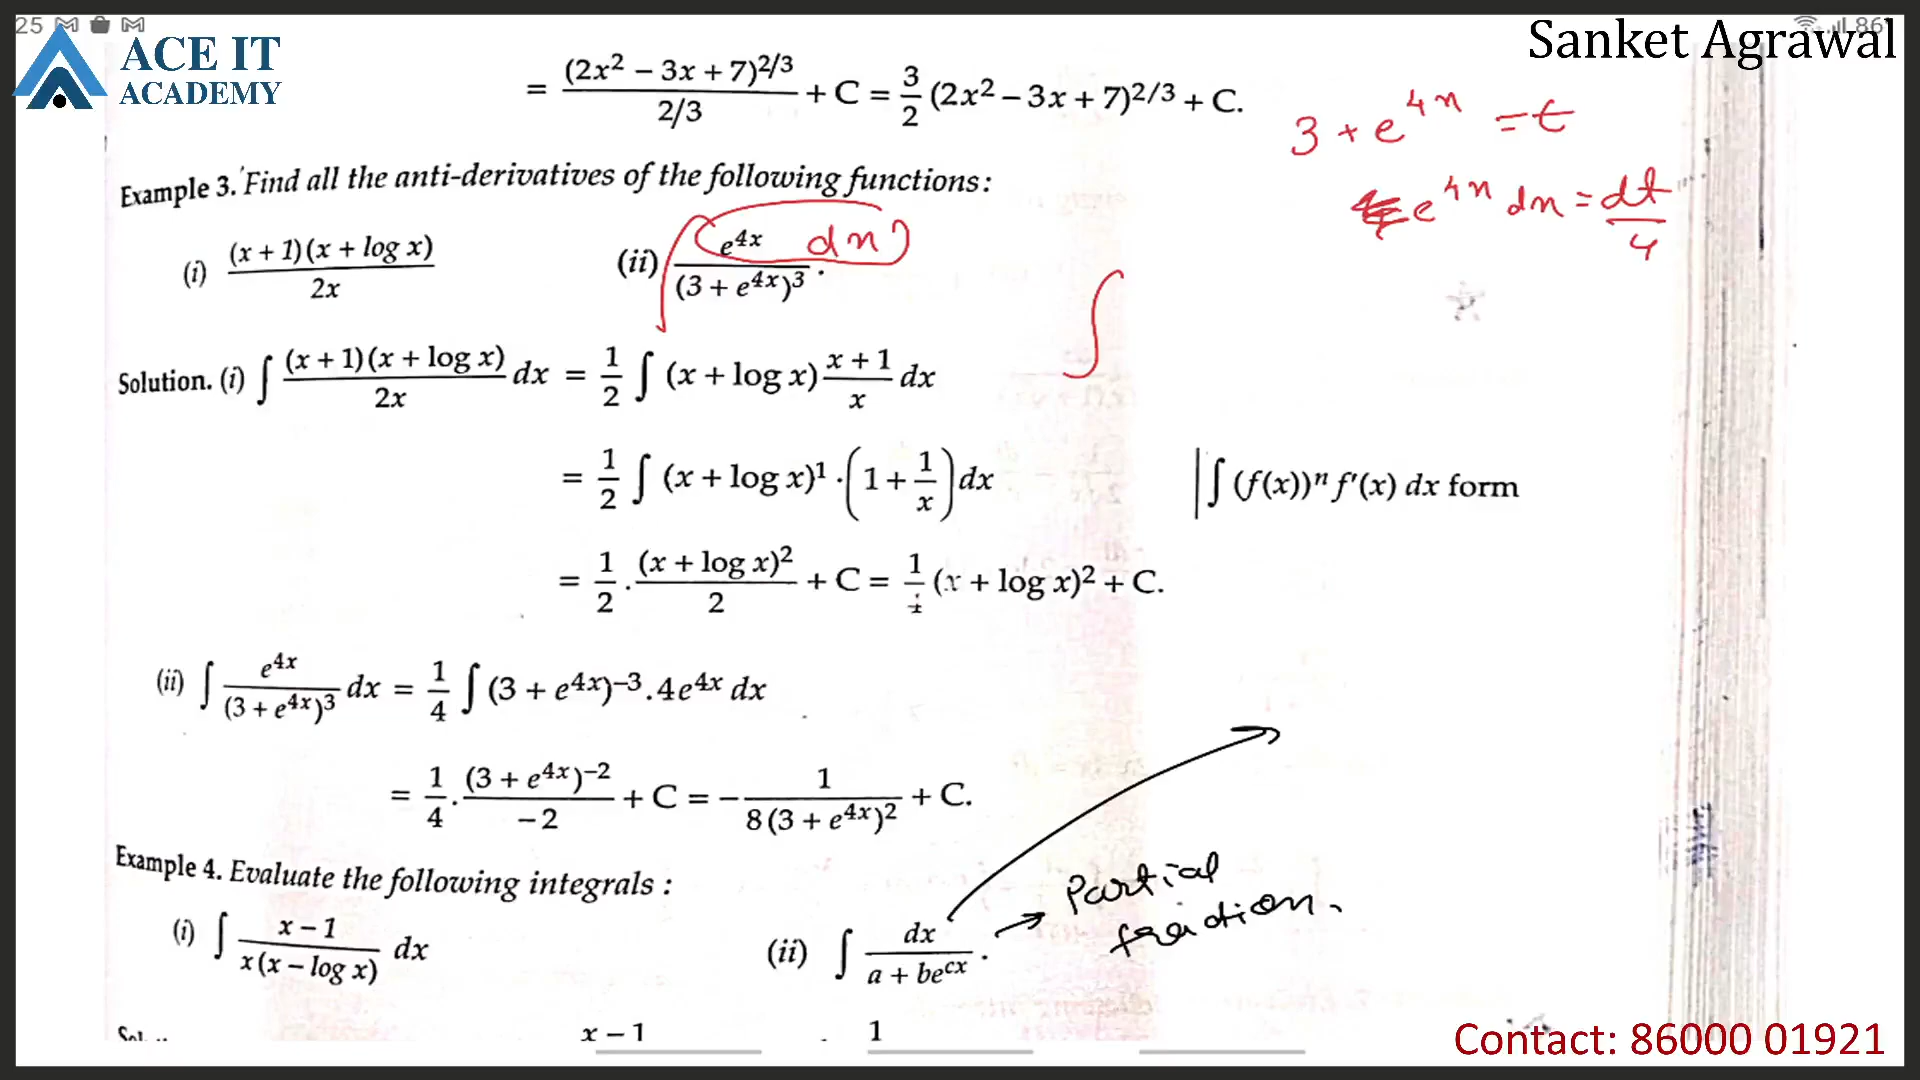 25
86
ACE IT
ACADEMY
Sanket Agrawal
= (2x² − 3x + 7)^2/3 / 2/3 + C = 3/2 (2x² − 3x + 7)^2/3 + C.
3 + e^4x = t
e^4x dx = dt/4
Example 3. Find all the anti-derivatives of the following functions:
(i) (x + 1)(x + log x) / 2x
(ii) ∫ e^4x dx / (3 + e^4x)³ .
∫
Solution. (i) ∫ (x + 1)(x + log x) / 2x dx = 1/2 ∫ (x + log x) x + 1 / x dx
= 1/2 ∫ (x + log x)¹ . (1 + 1/x) dx | ∫ (f(x))ⁿ f′(x) dx form
= 1/2 . (x + log x)² / 2 + C = 1/4 (x + log x)² + C.
(ii) ∫ e^4x / (3 + e^4x)³ dx = 1/4 ∫ (3 + e^4x)^−3 . 4e^4x dx
= 1/4 . (3 + e^4x)^−2 / −2 + C = − 1 / 8(3 + e^4x)² + C.
Example 4. Evaluate the following integrals :
(i) ∫ x − 1 / x(x − log x) dx
(ii) ∫ dx / a + be^cx .
→ Partial
fraction.
x − 1
1
Contact: 86000 01921